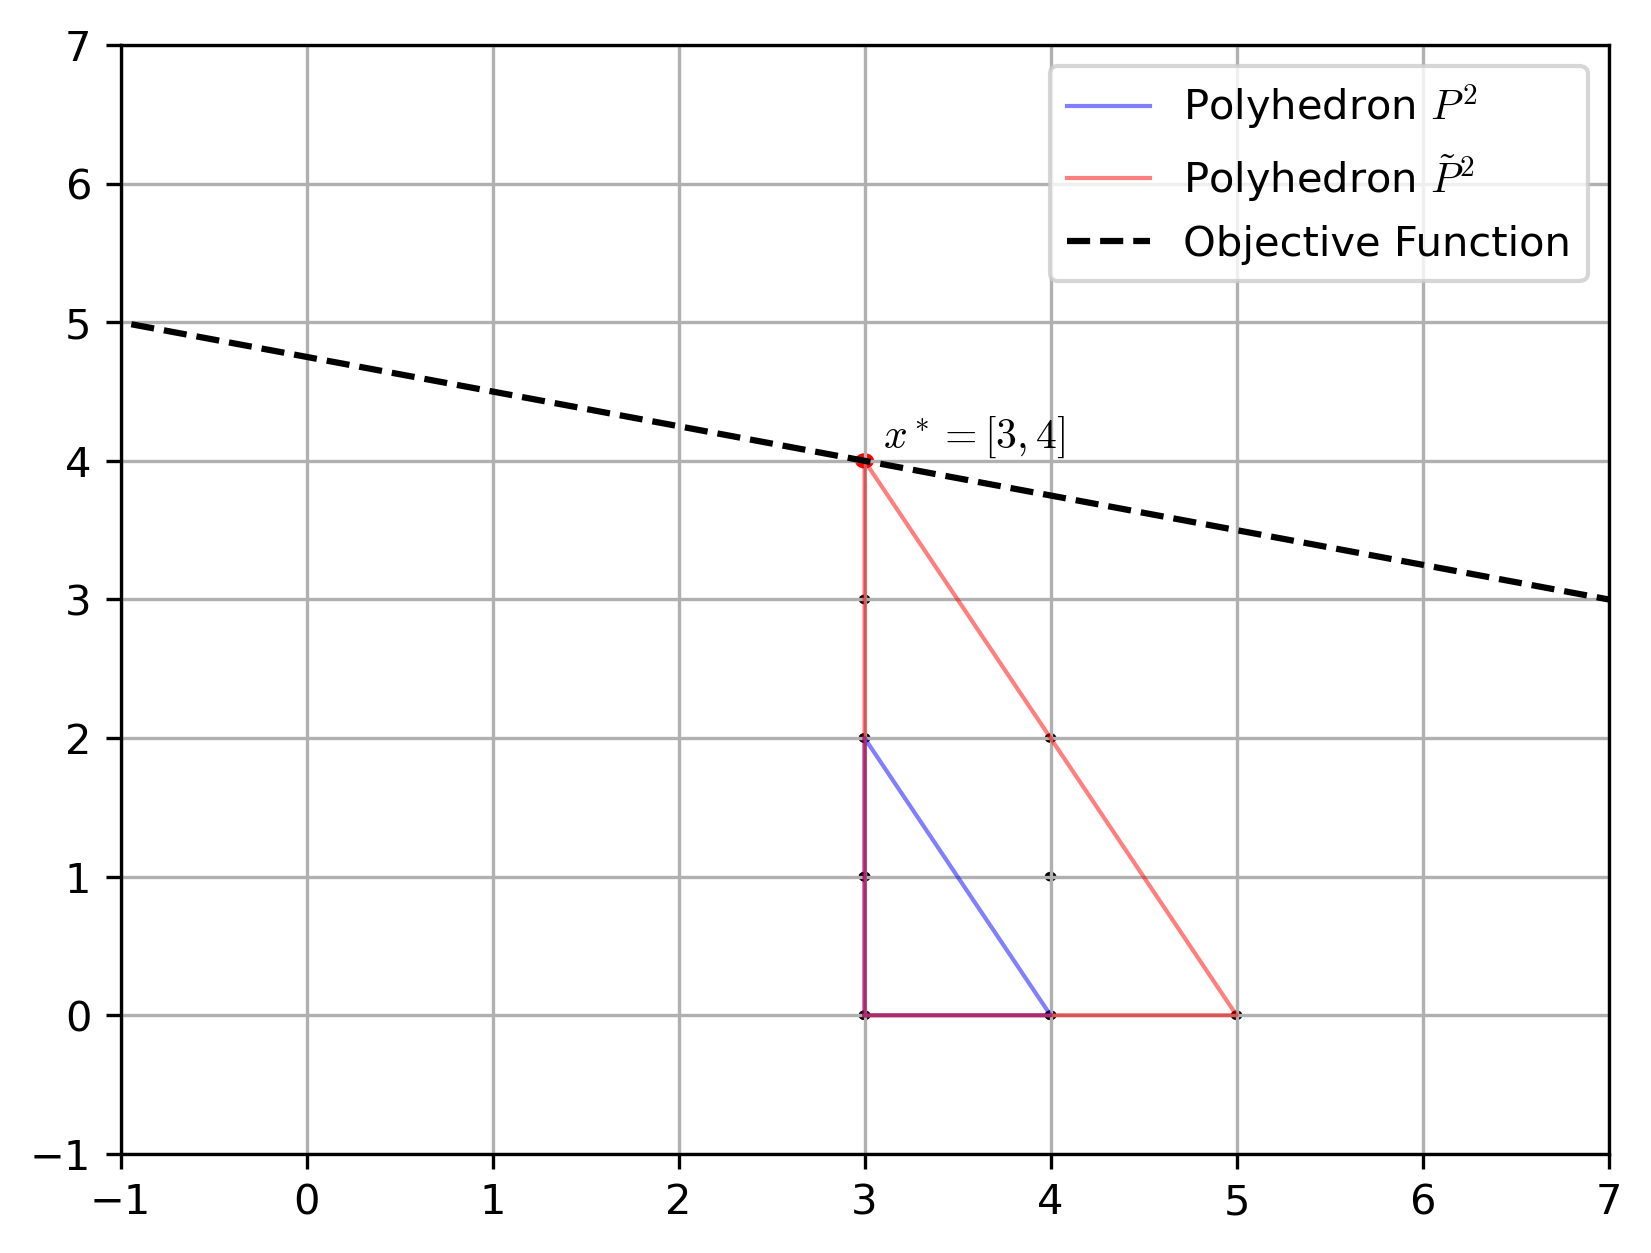 7
6
5
4
3
2
1
0
−1
−1 0 1 2 3 4 5 6 7
Polyhedron P²
Polyhedron P̃²
Objective Function
x* = [3, 4]